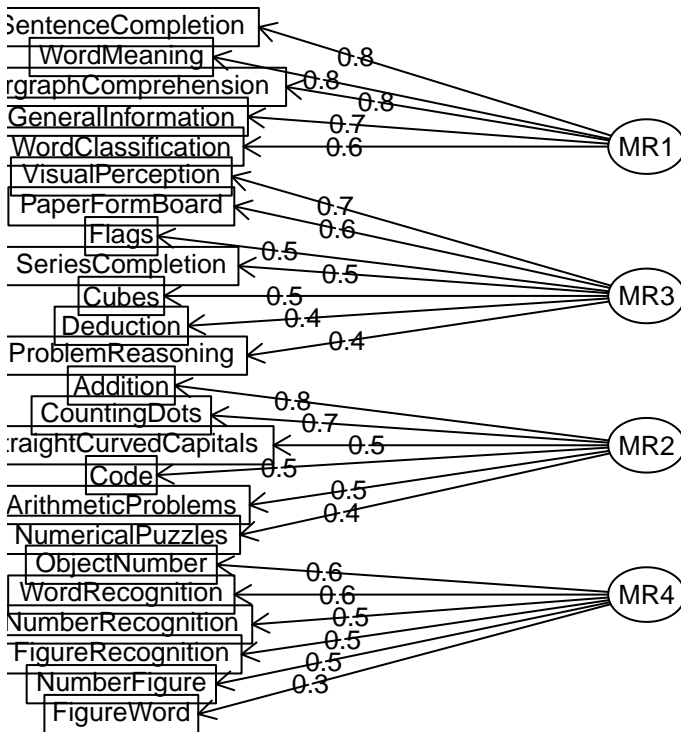 SentenceCompletion
WordMeaning
rgraphComprehension
GeneralInformation
WordClassification
VisualPerception
PaperFormBoard
Flags
SeriesCompletion
Cubes
Deduction
ProblemReasoning
Addition
CountingDots
traightCurvedCapitals
Code
ArithmeticProblems
NumericalPuzzles
ObjectNumber
WordRecognition
NumberRecognition
FigureRecognition
NumberFigure
FigureWord
0.8
0.8
0.8
0.7
0.6
0.7
0.6
0.5
0.5
0.5
0.4
0.4
0.8
0.7
0.5
0.5
0.5
0.4
0.6
0.6
0.5
0.5
0.5
0.3
MR1
MR3
MR2
MR4